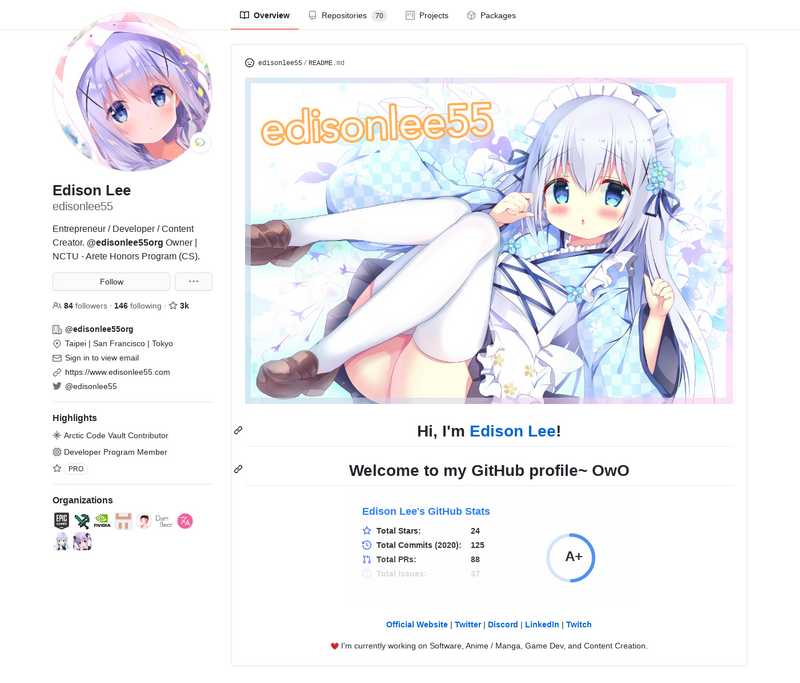 Overview Repositories 70 Projects Packages
edisonlee55 / README.md
edisonlee55
Edison Lee
edisonlee55
Entrepreneur / Developer / Content
Creator. @edisonlee55org Owner |
NCTU - Arete Honors Program (CS).
Follow
84 followers · 146 following · 3k
@edisonlee55org
Taipei | San Francisco | Tokyo
Sign in to view email
https://www.edisonlee55.com
@edisonlee55
Highlights
Arctic Code Vault Contributor
Developer Program Member
PRO
Organizations
EPIC
NVIDIA
Hi, I'm Edison Lee!
Welcome to my GitHub profile~ OwO
Edison Lee's GitHub Stats
Total Stars: 24
Total Commits (2020): 125
Total PRs: 88
Total Issues: 37
A+
Official Website | Twitter | Discord | LinkedIn | Twitch
I'm currently working on Software, Anime / Manga, Game Dev, and Content Creation.